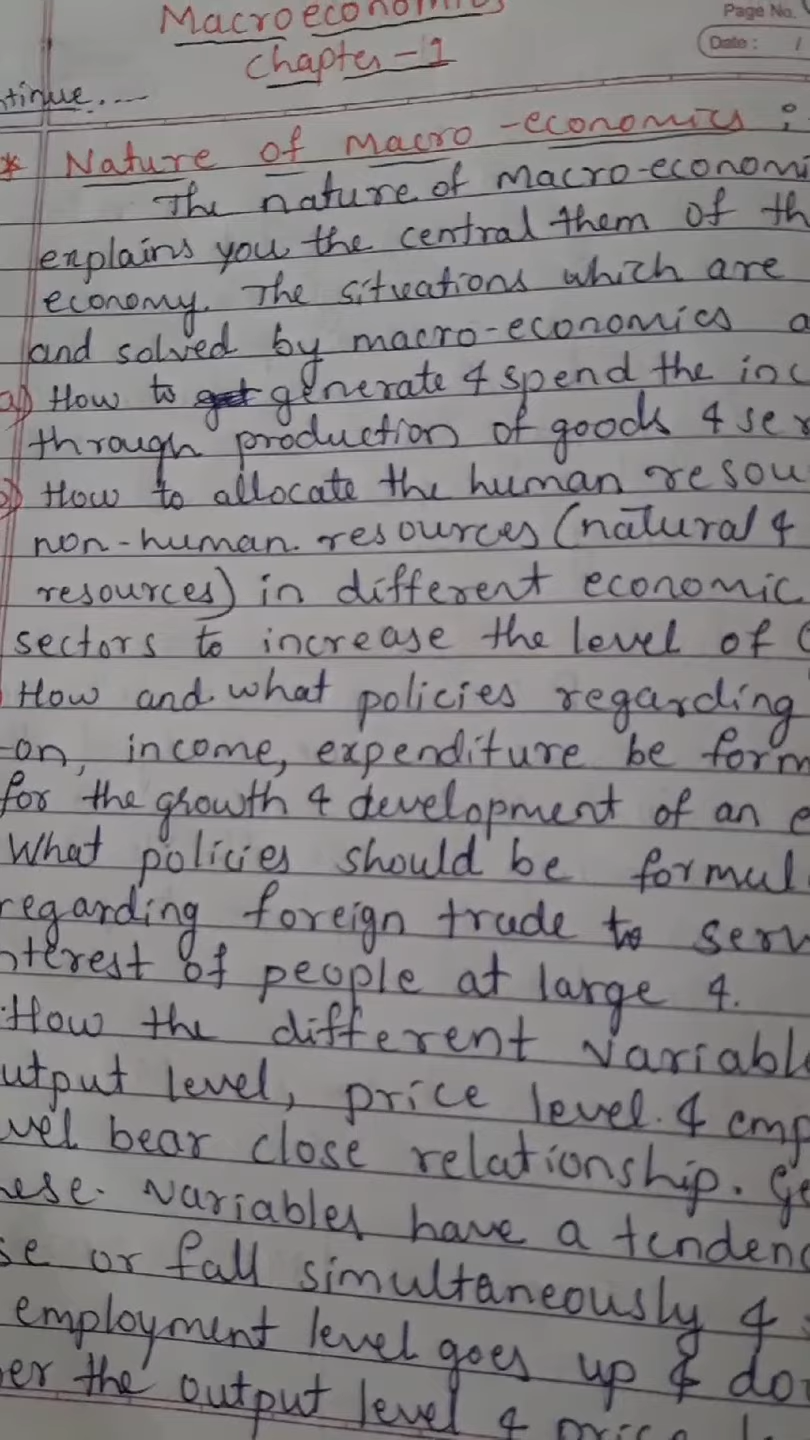 Macroeconomics
Chapter-1
Page No.
Date: /
ntinue....
* Nature of Macro-economics:
The nature of macro-economi
explains you the central them of th
economy. The situations which are
and solved by macro-economics a
a) How to generate & spend the inc
through production of goods & ser
b) How to allocate the human resou
non-human. resources (natural &
resources) in different economic
sectors to increase the level of
How and what policies regarding
-on, income, expenditure be form
for the growth & development of an e
What policies should be formul
regarding foreign trade to serv
nterest of people at large &.
How the different variabl
utput level, price level. & emp
vel bear close relationship. Ge
hese. variables have a tendenc
se or fall simultaneously &
employment level goes up & do
er the output level & price l